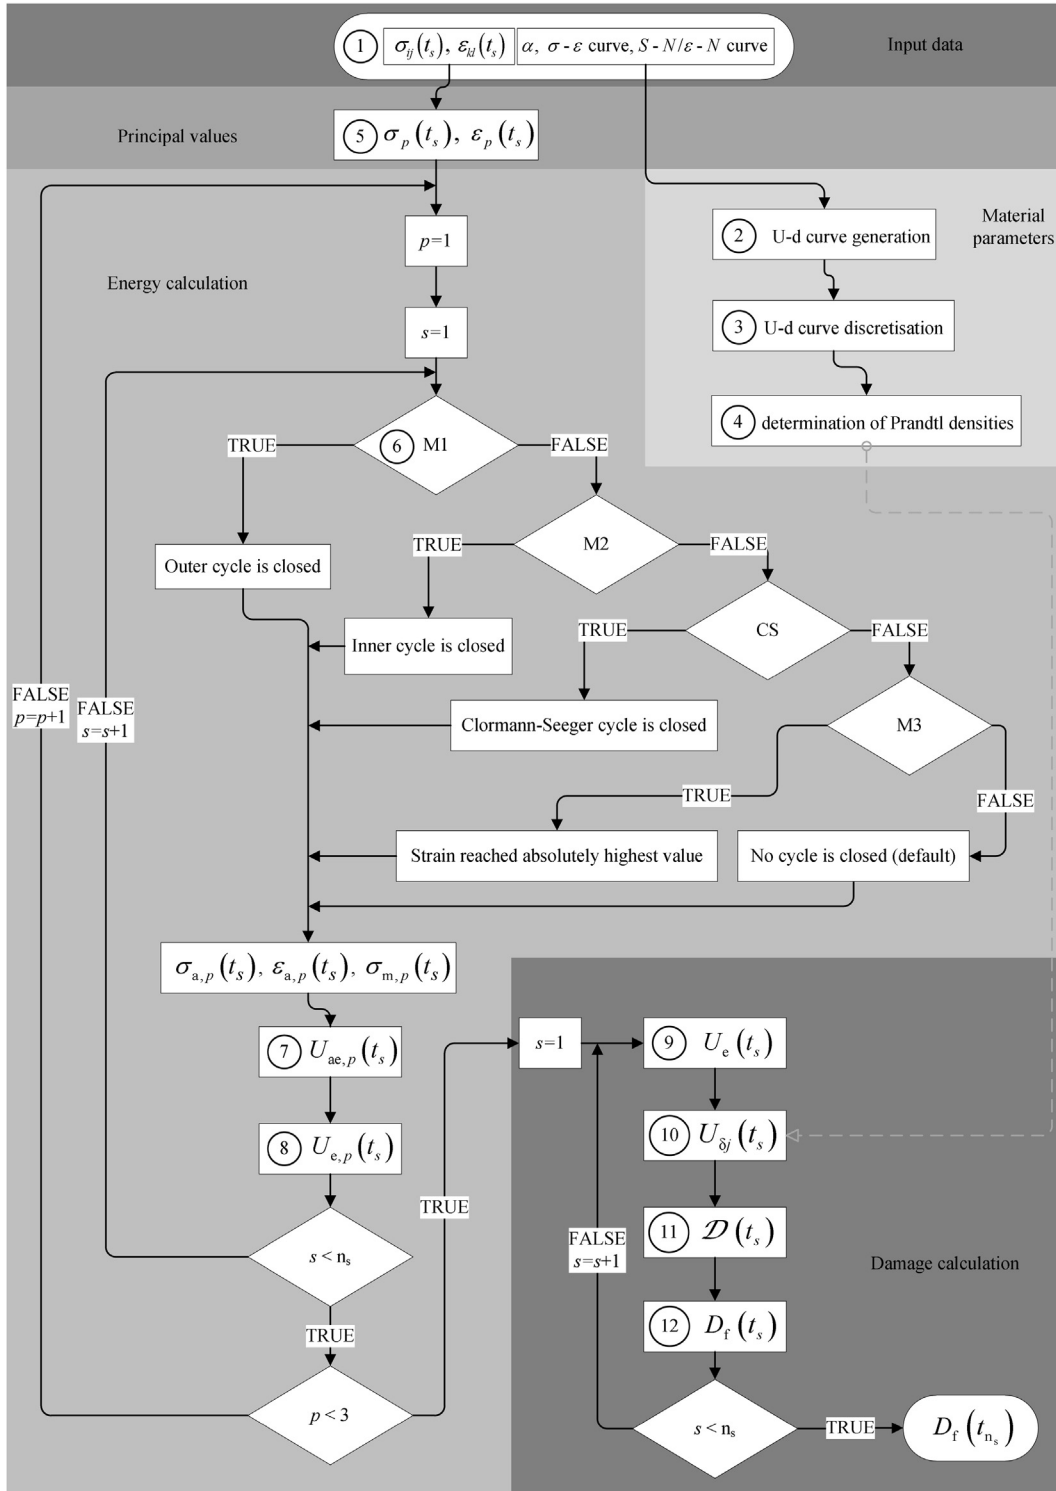 1 σij(ts), εkl(ts) α, σ - ε curve, S - N/ε - N curve
Input data
Principal values
5 σp(ts), εp(ts)
Material
parameters
2 U-d curve generation
p=1
Energy calculation
3 U-d curve discretisation
s=1
4 determination of Prandtl densities
6 M1
TRUE
FALSE
M2
TRUE
FALSE
Outer cycle is closed
CS
TRUE
FALSE
Inner cycle is closed
FALSE
p=p+1
FALSE
s=s+1
Clormann-Seeger cycle is closed
M3
TRUE
FALSE
Strain reached absolutely highest value
No cycle is closed (default)
σa,p(ts), εa,p(ts), σm,p(ts)
7 Uae,p(ts)
s=1
9 Ue(ts)
8 Ue,p(ts)
10 Uδj(ts)
TRUE
11 𝒟(ts)
FALSE
s=s+1
Damage calculation
s < ns
12 Df(ts)
TRUE
p < 3
s < ns
TRUE
Df(tns)